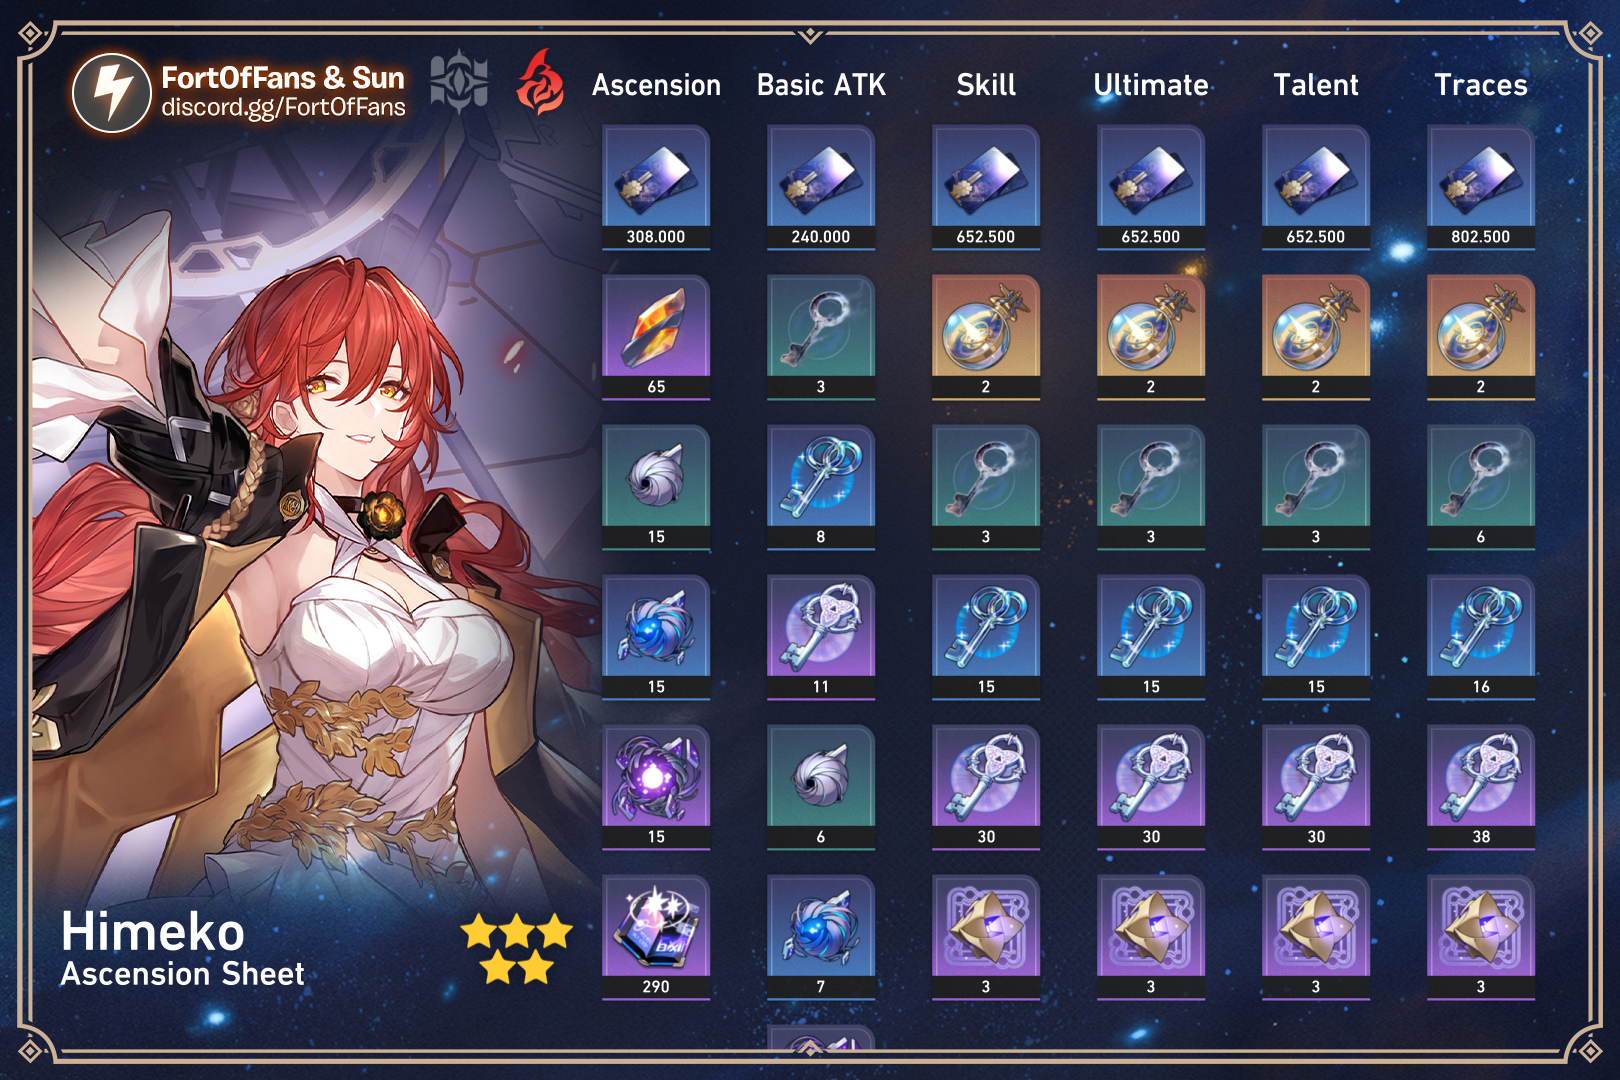 FortOfFans & Sun
discord.gg/FortOfFans
Ascension Basic ATK Skill Ultimate Talent Traces
308.000 240.000 652.500 652.500 652.500 802.500
65 3 2 2 2 2
15 8 3 3 3 6
15 11 15 15 15 16
15 6 30 30 30 38
290 7 3 3 3 3
Himeko
Ascension Sheet